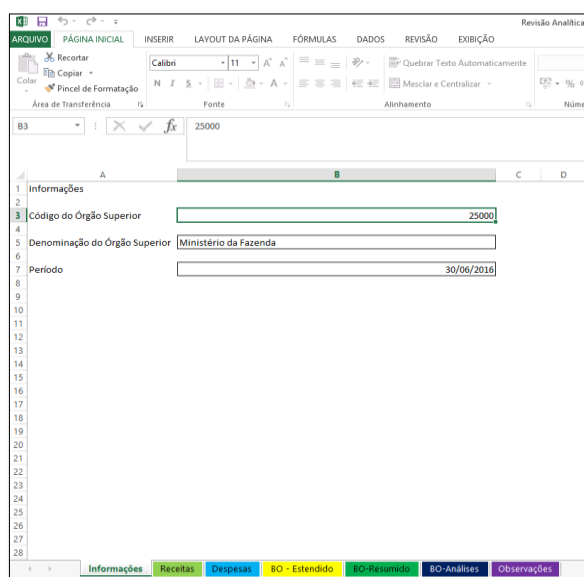 Revisão Analítica
ARQUIVO PÁGINA INICIAL INSERIR LAYOUT DA PÁGINA FÓRMULAS DADOS REVISÃO EXIBIÇÃO
Colar
Recortar
Copiar
Pincel de Formatação
Área de Transferência
Calibri 11 A A
N I S A
Fonte
Quebrar Texto Automaticamente
Mesclar e Centralizar
Alinhamento
%
Núme
B3 fx 25000
A B C D
1 Informações
2
3 Código do Órgão Superior 25000
4
5 Denominação do Órgão Superior Ministério da Fazenda
6
7 Período 30/06/2016
8
9
10
11
12
13
14
15
16
17
18
19
20
21
22
23
24
25
26
27
28
Informações Receitas Despesas BO - Estendido BO-Resumido BO-Análises Observações